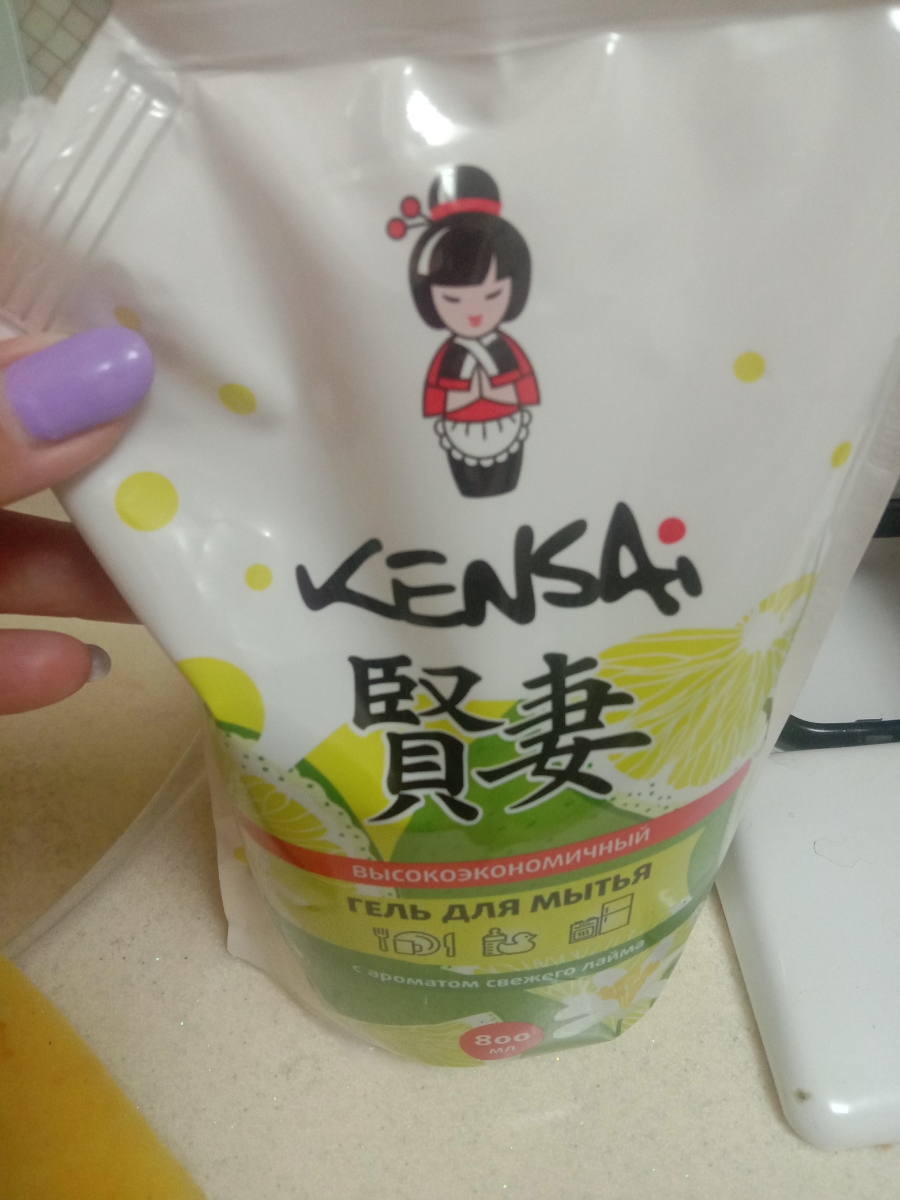 KENSAi
賢妻
ВЫСОКОЭКОНОМИЧНЫЙ
ГЕЛЬ ДЛЯ МЫТЬЯ
с ароматом свежего лайма
800
мл